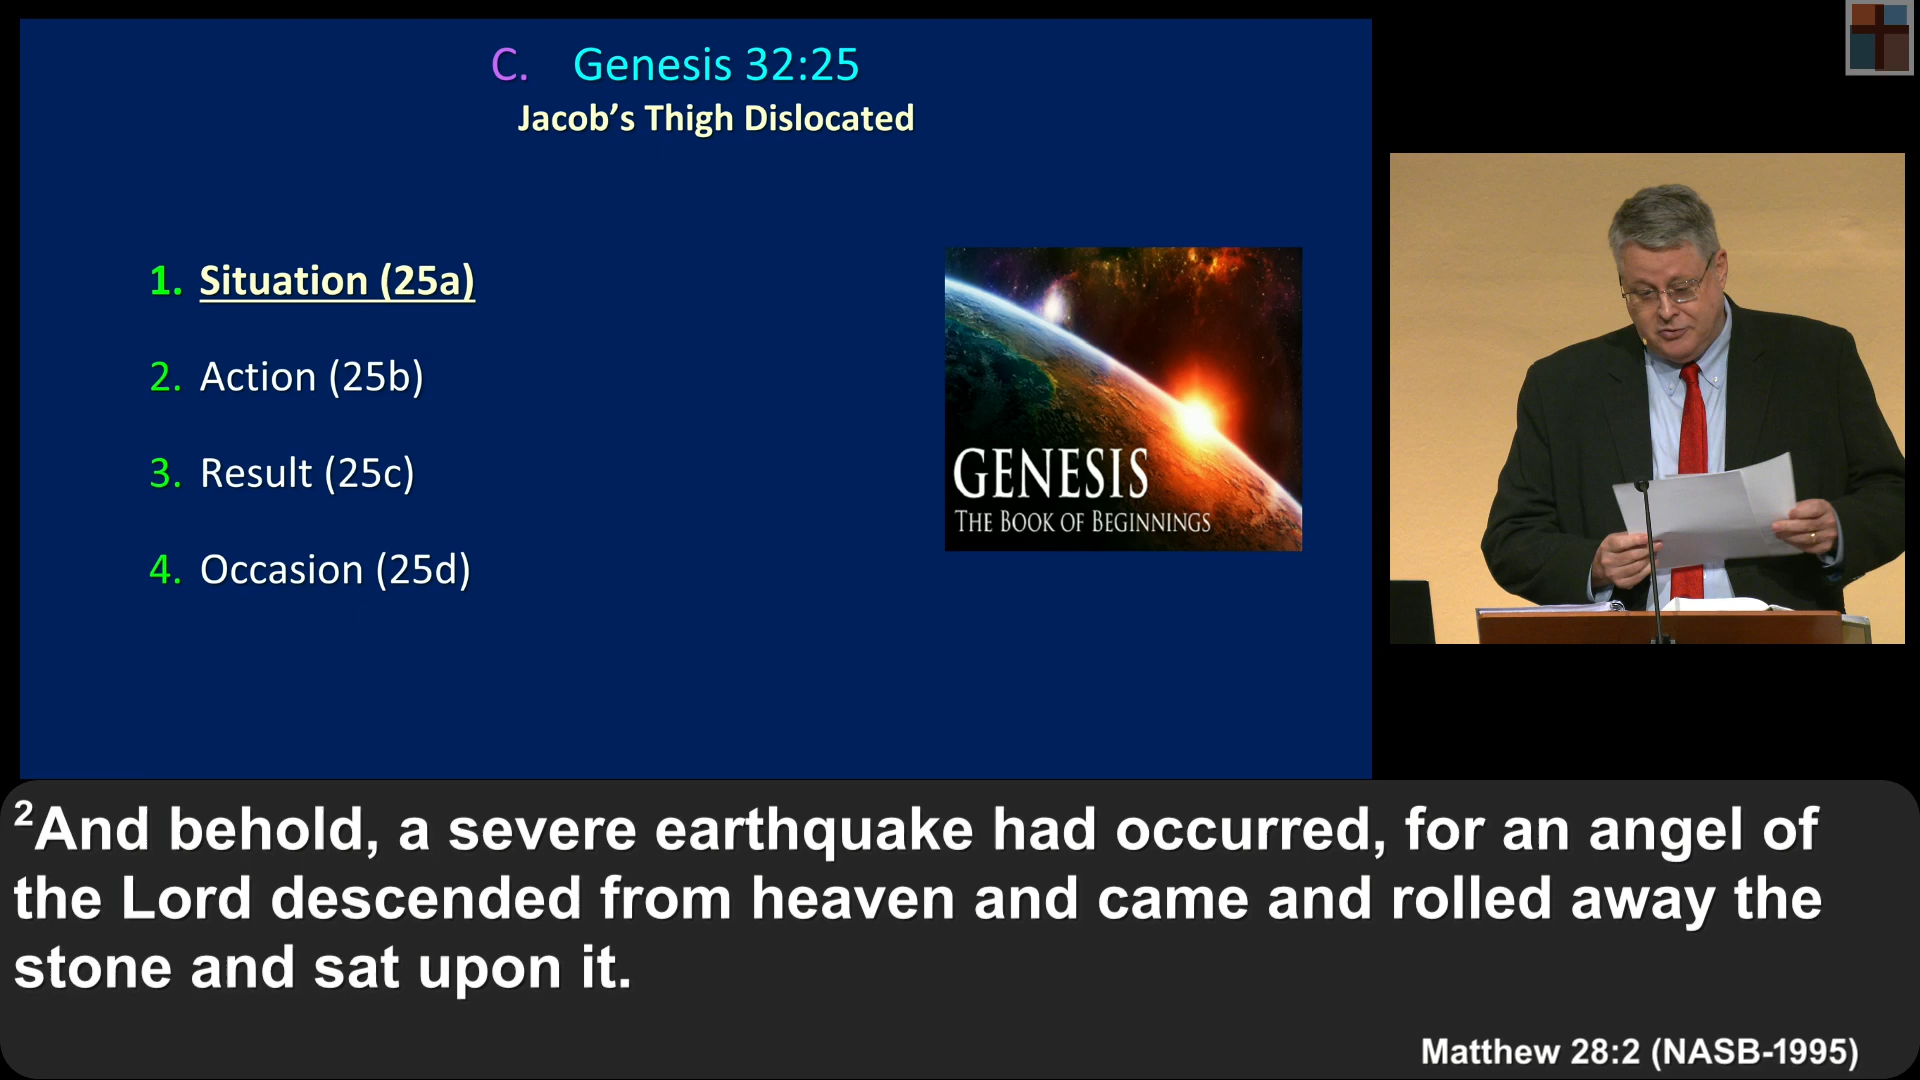 C. Genesis 32:25
Jacob’s Thigh Dislocated
1. Situation (25a)
2. Action (25b)
3. Result (25c)
4. Occasion (25d)
GENESIS
THE BOOK OF BEGINNINGS
2And behold, a severe earthquake had occurred, for an angel of
the Lord descended from heaven and came and rolled away the
stone and sat upon it.
Matthew 28:2 (NASB-1995)